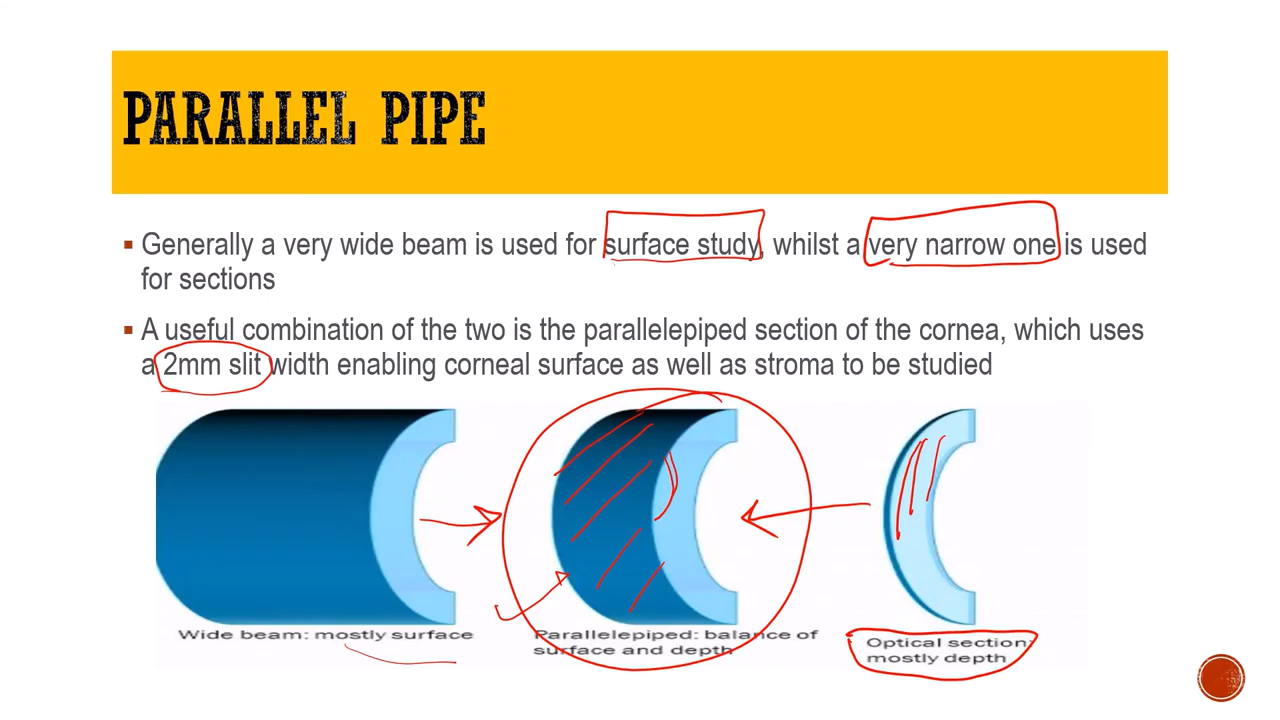 PARALLEL PIPE
Generally a very wide beam is used for surface study, whilst a very narrow one is used
for sections
A useful combination of the two is the parallelepiped section of the cornea, which uses
a 2mm slit width enabling corneal surface as well as stroma to be studied
Wide beam: mostly surface
Parallelepiped: balance of
surface and depth
Optical section:
mostly depth